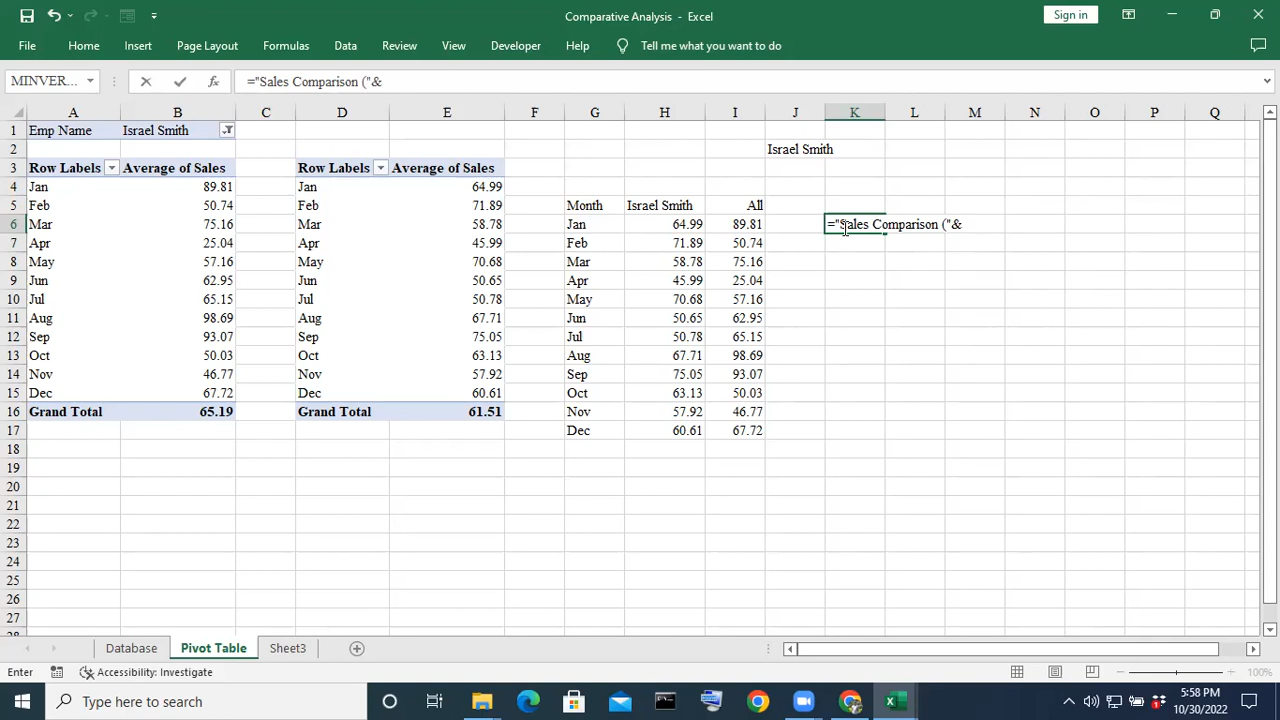 Comparative Analysis - Excel
Sign in
File Home Insert Page Layout Formulas Data Review View Developer Help Tell me what you want to do
MINVER... fx ="Sales Comparison ("&
A B C D E F G H I J K L M N O P Q
1 Emp Name Israel Smith
2 Israel Smith
3 Row Labels Average of Sales Row Labels Average of Sales
4 Jan 89.81 Jan 64.99
5 Feb 50.74 Feb 71.89 Month Israel Smith All
6 Mar 75.16 Mar 58.78 Jan 64.99 89.81 ="Sales Comparison ("&
7 Apr 25.04 Apr 45.99 Feb 71.89 50.74
8 May 57.16 May 70.68 Mar 58.78 75.16
9 Jun 62.95 Jun 50.65 Apr 45.99 25.04
10 Jul 65.15 Jul 50.78 May 70.68 57.16
11 Aug 98.69 Aug 67.71 Jun 50.65 62.95
12 Sep 93.07 Sep 75.05 Jul 50.78 65.15
13 Oct 50.03 Oct 63.13 Aug 67.71 98.69
14 Nov 46.77 Nov 57.92 Sep 75.05 93.07
15 Dec 67.72 Dec 60.61 Oct 63.13 50.03
16 Grand Total 65.19 Grand Total 61.51 Nov 57.92 46.77
17 Dec 60.61 67.72
18
19
20
21
22
23
24
25
26
27
28
Database Pivot Table Sheet3
Enter Accessibility: Investigate 100%
Type here to search
5:58 PM
10/30/2022